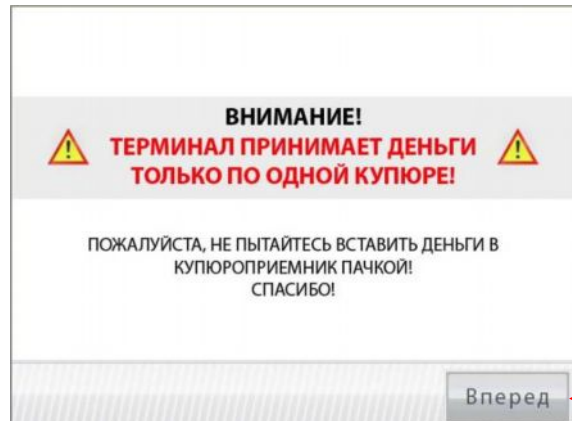 ВНИМАНИЕ!
ТЕРМИНАЛ ПРИНИМАЕТ ДЕНЬГИ
ТОЛЬКО ПО ОДНОЙ КУПЮРЕ!
ПОЖАЛУЙСТА, НЕ ПЫТАЙТЕСЬ ВСТАВИТЬ ДЕНЬГИ В
КУПЮРОПРИЕМНИК ПАЧКОЙ!
СПАСИБО!
Вперед